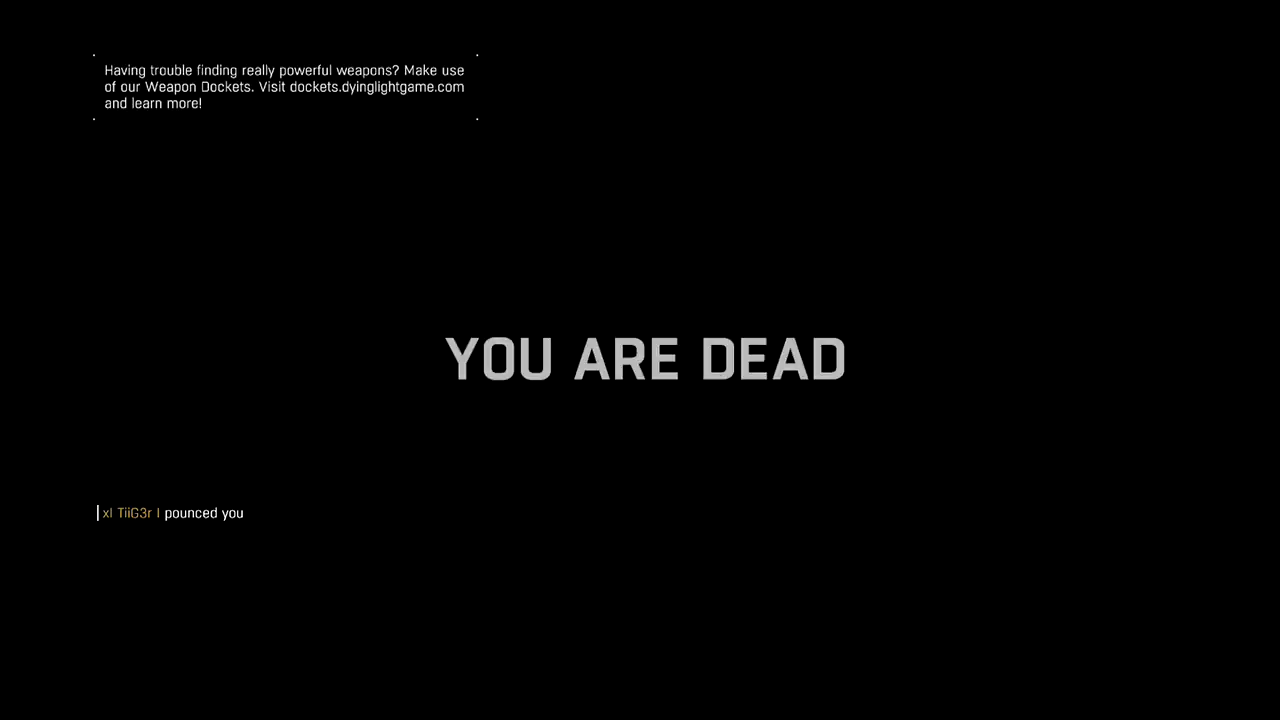 Having trouble finding really powerful weapons? Make use
of our Weapon Dockets. Visit dockets.dyinglightgame.com
and learn more!
YOU ARE DEAD
xI TiiG3r I pounced you